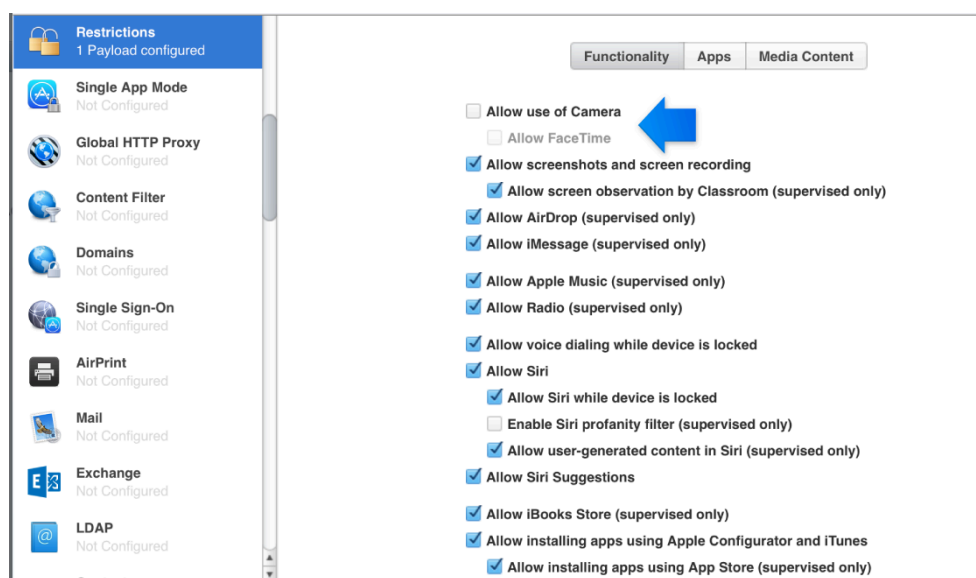 Restrictions
1 Payload configured
Single App Mode
Not Configured
Global HTTP Proxy
Not Configured
Content Filter
Not Configured
Domains
Not Configured
Single Sign-On
Not Configured
AirPrint
Not Configured
Mail
Not Configured
Exchange
Not Configured
LDAP
Not Configured
Functionality Apps Media Content
Allow use of Camera
Allow FaceTime
Allow screenshots and screen recording
Allow screen observation by Classroom (supervised only)
Allow AirDrop (supervised only)
Allow iMessage (supervised only)
Allow Apple Music (supervised only)
Allow Radio (supervised only)
Allow voice dialing while device is locked
Allow Siri
Allow Siri while device is locked
Enable Siri profanity filter (supervised only)
Allow user-generated content in Siri (supervised only)
Allow Siri Suggestions
Allow iBooks Store (supervised only)
Allow installing apps using Apple Configurator and iTunes
Allow installing apps using App Store (supervised only)